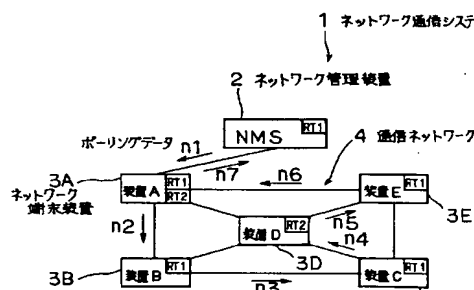 1 ネットワーク通信システ
2 ネットワーク管理装置
NMS RT1
ポーリングデータ
n1
n7
4 通信ネットワーク
3A
ネットワーク
端末装置
装置A RT1
RT2
n6
装置E RT1
3E
n2
装置D RT2
3D
n5
n4
3B
装置B RT1
n3
装置C RT1